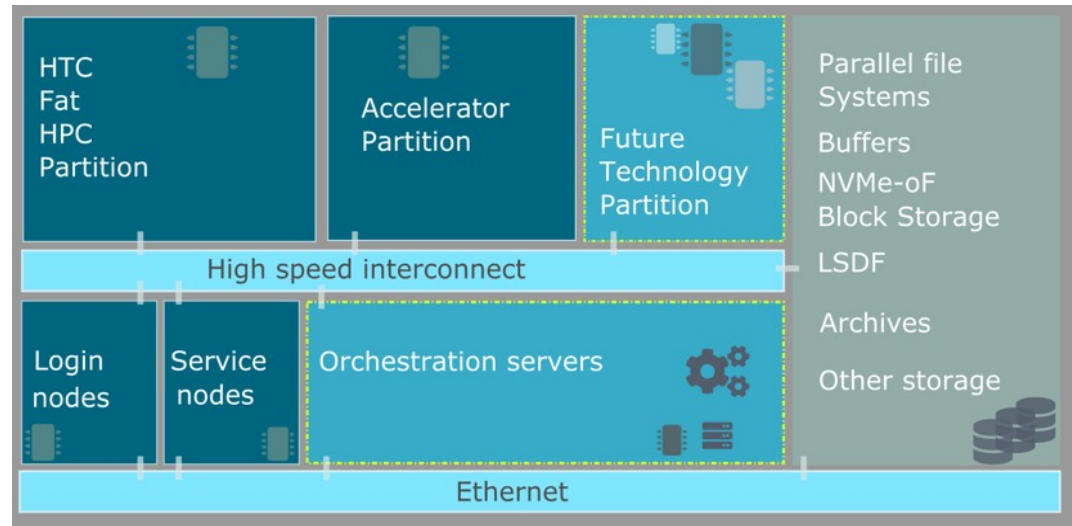 HTC
Fat
HPC
Partition
Accelerator
Partition
Future
Technology
Partition
Parallel file
Systems
Buffers
NVMe-oF
Block Storage
LSDF
Archives
Other storage
High speed interconnect
Login
nodes
Service
nodes
Orchestration servers
Ethernet